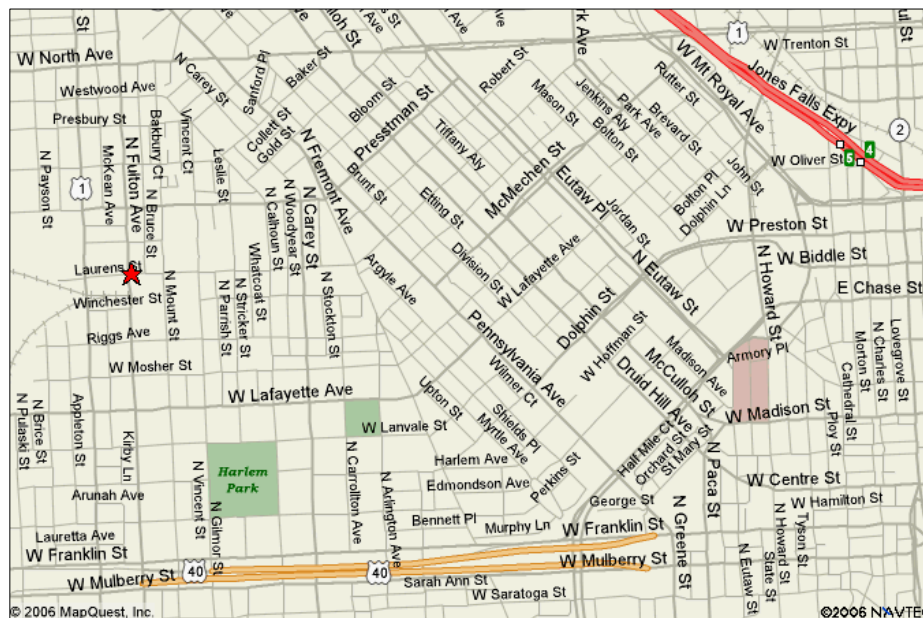 W North Ave
Westwood Ave
Presbury St
N Payson St
McKean Ave
N Fulton Ave
Bakbury Ct
N Bruce St
Vincent Ct
Leslie St
N Carey St
Sanford Pl
Baker St
Collett St
Gold St
Bloom St
Presstman St
Robert St
Tiffany Aly
Mason St
Jenkins Aly
Park Ave
Bolton St
Brevard St
Rutter St
W Mt Royal Ave
Jones Falls Expy
1
W Trenton St
2
4
5
W Oliver St
John St
Bolton Pl
Dolphin Ln
McMechen St
Eutaw Pl
Jordan St
N Fremont Ave
Brunt St
Etting St
Division St
W Lafayette Ave
W Preston St
W Biddle St
E Chase St
1
Laurens St
Winchester St
Riggs Ave
W Mosher St
N Mount St
N Parrish St
N Stricker St
Whatcoat St
N Calhoun St
N Woodyear St
N Carey St
N Stockton St
Argyle Ave
Pennsylvania Ave
Dolphin St
W Hoffman St
N Eutaw St
N Howard St
Madison Ave
McCulloh St
Druid Hill Ave
Armory Pl
W Madison St
Lovegrove St
N Charles St
Morton St
Cathedral St
Ploy St
W Lafayette Ave
W Lanvale St
Upton St
Wilmer Ct
Shields Pl
Myrtle Ave
Perkins St
Half Mile Ct
Orchard St
St Mary St
N Paca St
N Pulaski St
N Brice St
Appleton St
Kirby Ln
Harlem
Park
N Vincent St
N Gilmor St
N Carrollton Ave
N Arlington Ave
Harlem Ave
Edmondson Ave
Bennett Pl
Murphy Ln
George St
N Greene St
W Centre St
W Hamilton St
Tyson St
N Howard St
State St
N Eutaw St
Arunah Ave
Lauretta Ave
W Franklin St
W Franklin St
W Mulberry St
W Mulberry St
40
40
Sarah Ann St
W Saratoga St
© 2006 MapQuest, Inc.
©2006 NAVTE